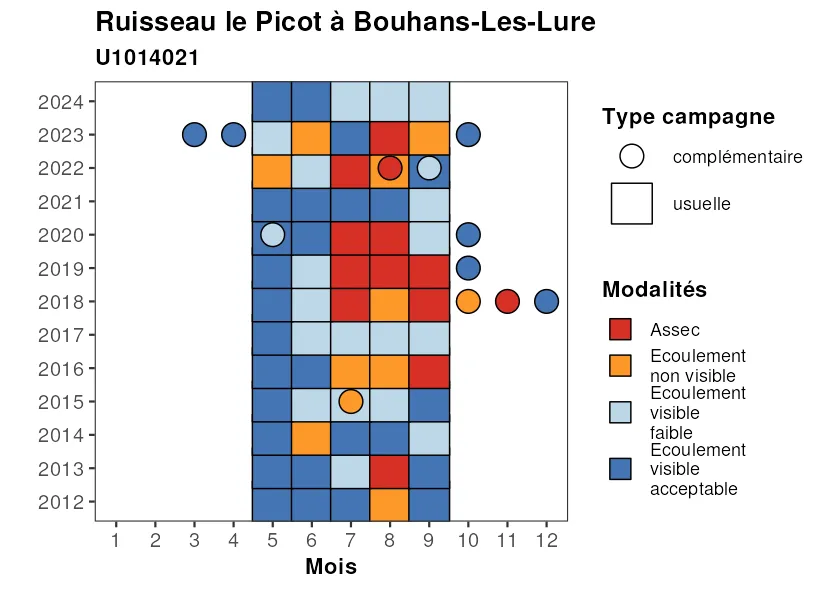 Ruisseau le Picot à Bouhans-Les-Lure
U1014021
2024
2023
2022
2021
2020
2019
2018
2017
2016
2015
2014
2013
2012
1 2 3 4 5 6 7 8 9 10 11 12
Mois
Type campagne
complémentaire
usuelle
Modalités
Assec
Ecoulement
non visible
Ecoulement
visible
faible
Ecoulement
visible
acceptable